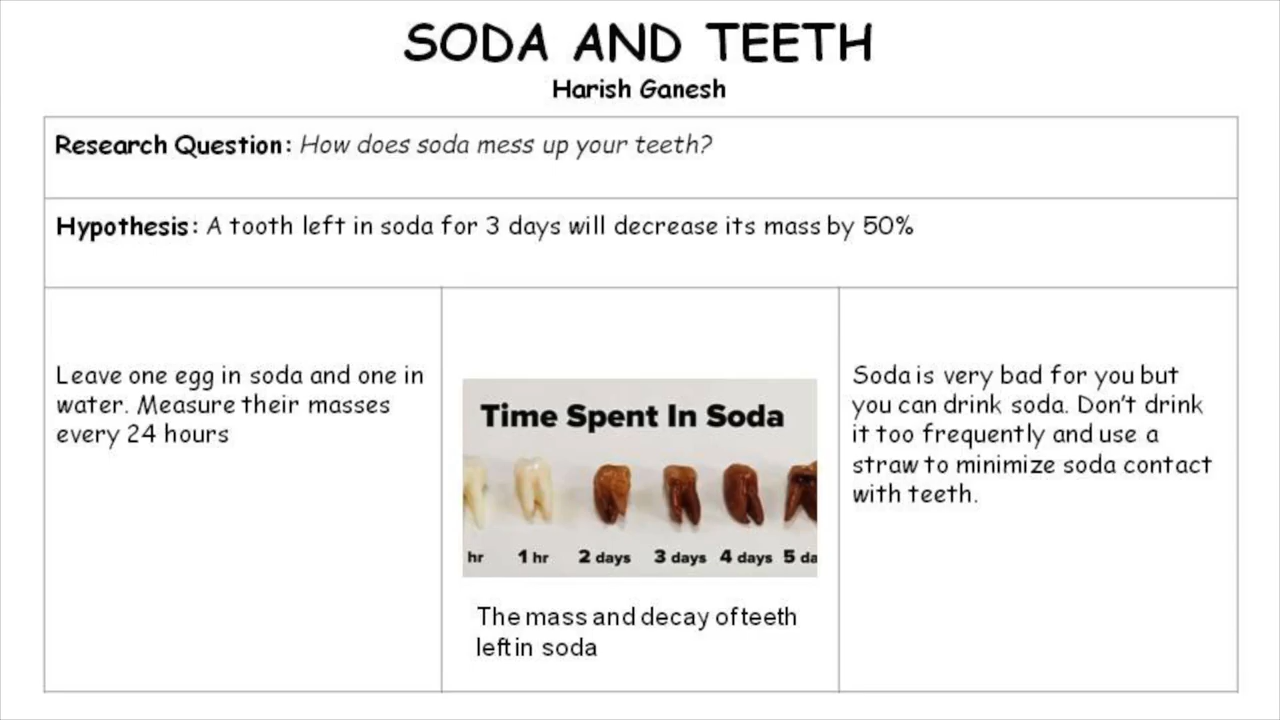 SODA AND TEETH
Harish Ganesh
Research Question: How does soda mess up your teeth?
Hypothesis: A tooth left in soda for 3 days will decrease its mass by 50%
Leave one egg in soda and one in
water. Measure their masses
every 24 hours
Time Spent In Soda
hr 1 hr 2 days 3 days 4 days 5 da
The mass and decay of teeth
left in soda
Soda is very bad for you but
you can drink soda. Don't drink
it too frequently and use a
straw to minimize soda contact
with teeth.